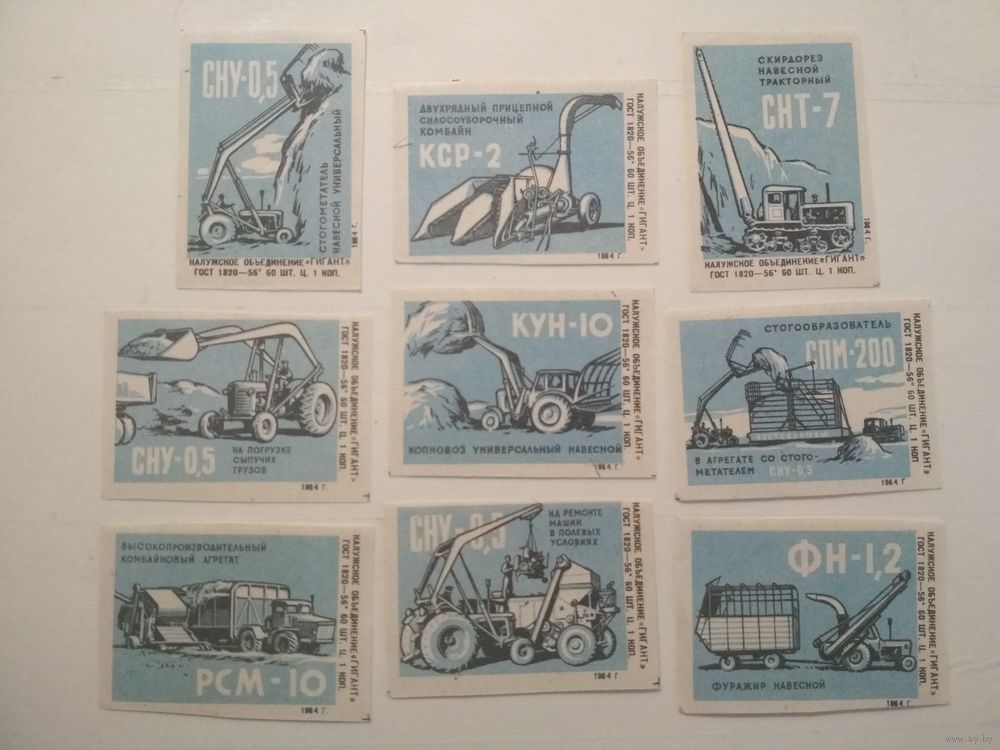 СНУ-0,5
СТОГОМЕТАТЕЛЬ
НАВЕСНОЙ УНИВЕРСАЛЬНЫЙ
1964 Г.
КАЛУЖСКОЕ ОБЪЕДИНЕНИЕ «ГИГАНТ»
ГОСТ 1820—56* 60 ШТ. Ц. 1 КОП.
ДВУХРЯДНЫЙ ПРИЦЕПНОЙ
СИЛОСОУБОРОЧНЫЙ
КОМБАЙН
КСР-2
КАЛУЖСКОЕ ОБЪЕДИНЕНИЕ «ГИГАНТ»
ГОСТ 1820—56* 60 ШТ. Ц. 1 КОП.
1964 Г.
СКИРДОРЕЗ
НАВЕСНОЙ
ТРАКТОРНЫЙ
СНТ-7
1964 Г.
КАЛУЖСКОЕ ОБЪЕДИНЕНИЕ «ГИГАНТ»
ГОСТ 1820—56* 60 ШТ. Ц. 1 КОП.
СНУ-0,5
НА ПОГРУЗКЕ
СЫПУЧИХ
ГРУЗОВ
КАЛУЖСКОЕ ОБЪЕДИНЕНИЕ «ГИГАНТ»
ГОСТ 1820—56* 60 ШТ. Ц. 1 КОП.
1964 Г.
КУН-10
КОПНОВОЗ УНИВЕРСАЛЬНЫЙ НАВЕСНОЙ
КАЛУЖСКОЕ ОБЪЕДИНЕНИЕ «ГИГАНТ»
ГОСТ 1820—56* 60 ШТ. Ц. 1 КОП.
1964 Г.
СТОГООБРАЗОВАТЕЛЬ
СПМ-200
В АГРЕГАТЕ СО СТОГО-
МЕТАТЕЛЕМ СНУ-0,5
КАЛУЖСКОЕ ОБЪЕДИНЕНИЕ «ГИГАНТ»
ГОСТ 1820—56* 60 ШТ. Ц. 1 КОП.
1964 Г.
ВЫСОКОПРОИЗВОДИТЕЛЬНЫЙ
КОМБАЙНОВЫЙ АГРЕГАТ
РСМ-10
КАЛУЖСКОЕ ОБЪЕДИНЕНИЕ «ГИГАНТ»
ГОСТ 1820—56* 60 ШТ. Ц. 1 КОП.
1964 Г.
СНУ-0,5
НА РЕМОНТЕ
МАШИН
В ПОЛЕВЫХ
УСЛОВИЯХ
КАЛУЖСКОЕ ОБЪЕДИНЕНИЕ «ГИГАНТ»
ГОСТ 1820—56* 60 ШТ. Ц. 1 КОП.
1964 Г.
ФН-1,2
ФУРАЖИР НАВЕСНОЙ
КАЛУЖСКОЕ ОБЪЕДИНЕНИЕ «ГИГАНТ»
ГОСТ 1820—56* 60 ШТ. Ц. 1 КОП.
1964 Г.
www.ay.by